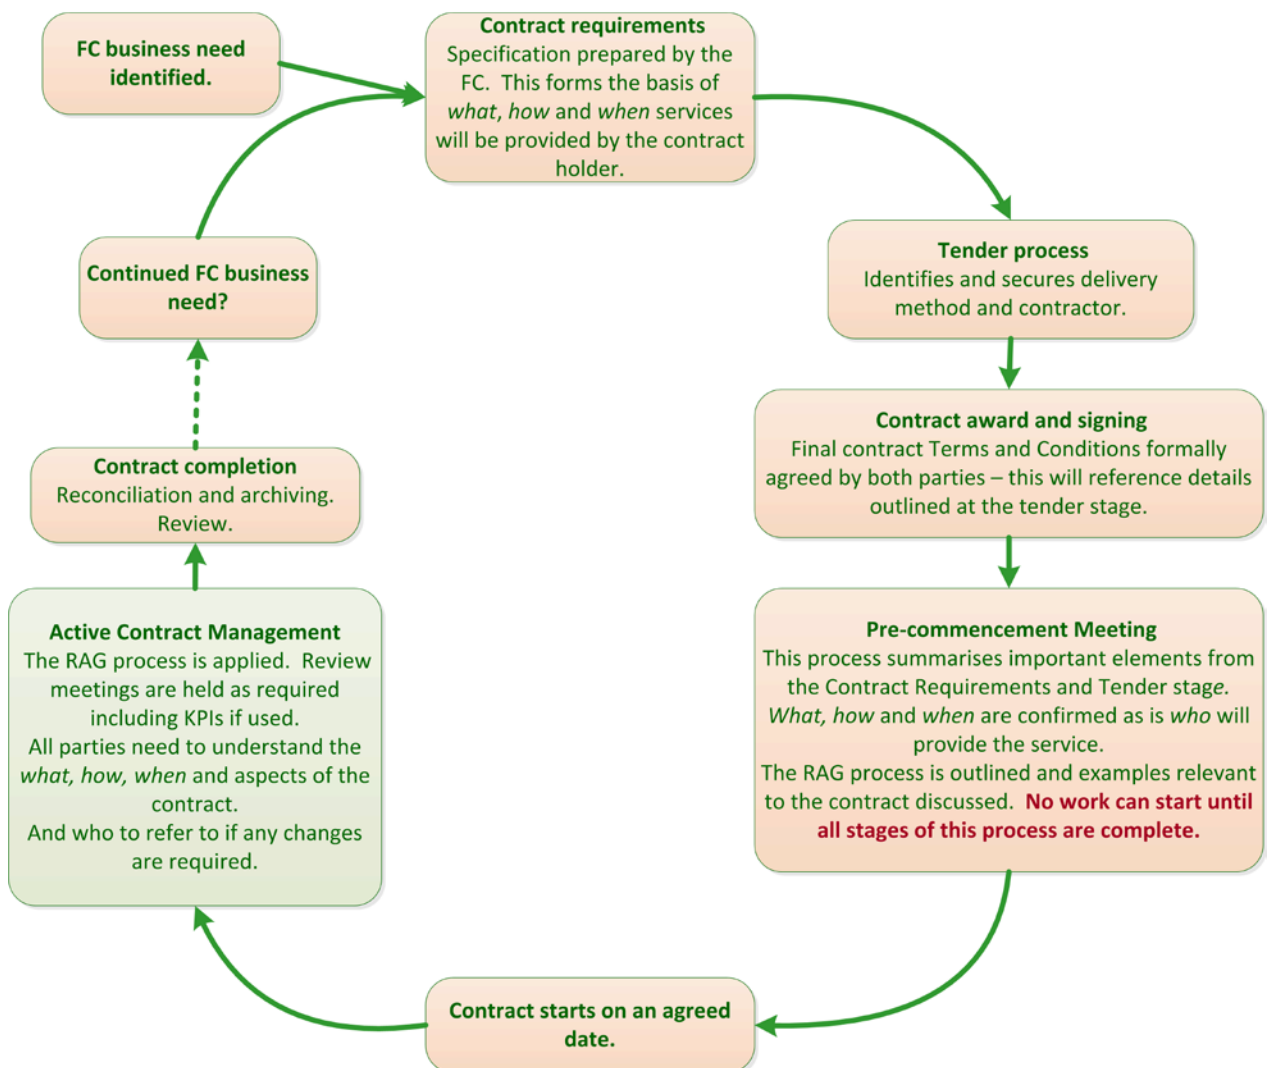 FC business need
identified.
Contract requirements
Specification prepared by the
FC.  This forms the basis of
what, how and when services
will be provided by the contract
holder.
Tender process
Identifies and secures delivery
method and contractor.
Contract award and signing
Final contract Terms and Conditions formally
agreed by both parties – this will reference details
outlined at the tender stage.
Pre-commencement Meeting
This process summarises important elements from
the Contract Requirements and Tender stage.
What, how and when are confirmed as is who will
provide the service.
The RAG process is outlined and examples relevant
to the contract discussed.  No work can start until
all stages of this process are complete.
Contract starts on an agreed
date.
Active Contract Management
The RAG process is applied.  Review
meetings are held as required
including KPIs if used.
All parties need to understand the
what, how, when and aspects of the
contract.
And who to refer to if any changes
are required.
Contract completion
Reconciliation and archiving.
Review.
Continued FC business
need?